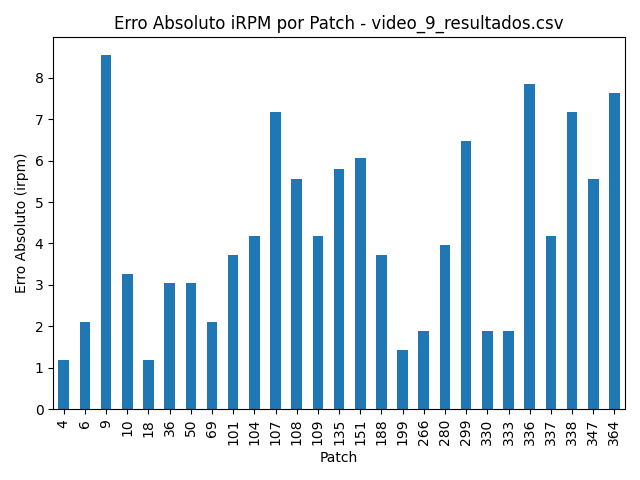 Erro Absoluto iRPM por Patch - video_9_resultados.csv
Erro Absoluto (irpm)
8
7
6
5
4
3
2
1
0
4 6 9 10 18 36 50 69 101 104 107 108 109 135 151 188 199 266 280 299 330 333 336 337 338 347 364
Patch